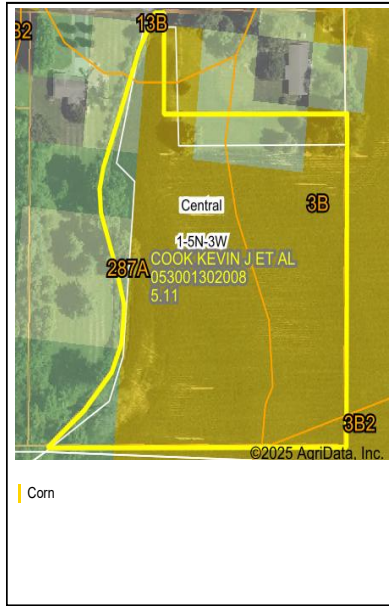 B2
13B
Central
3B
1-5N-3W
287A
COOK KEVIN J ET AL
053001302008
5.11
3B2
©2025 AgriData, Inc.
Corn